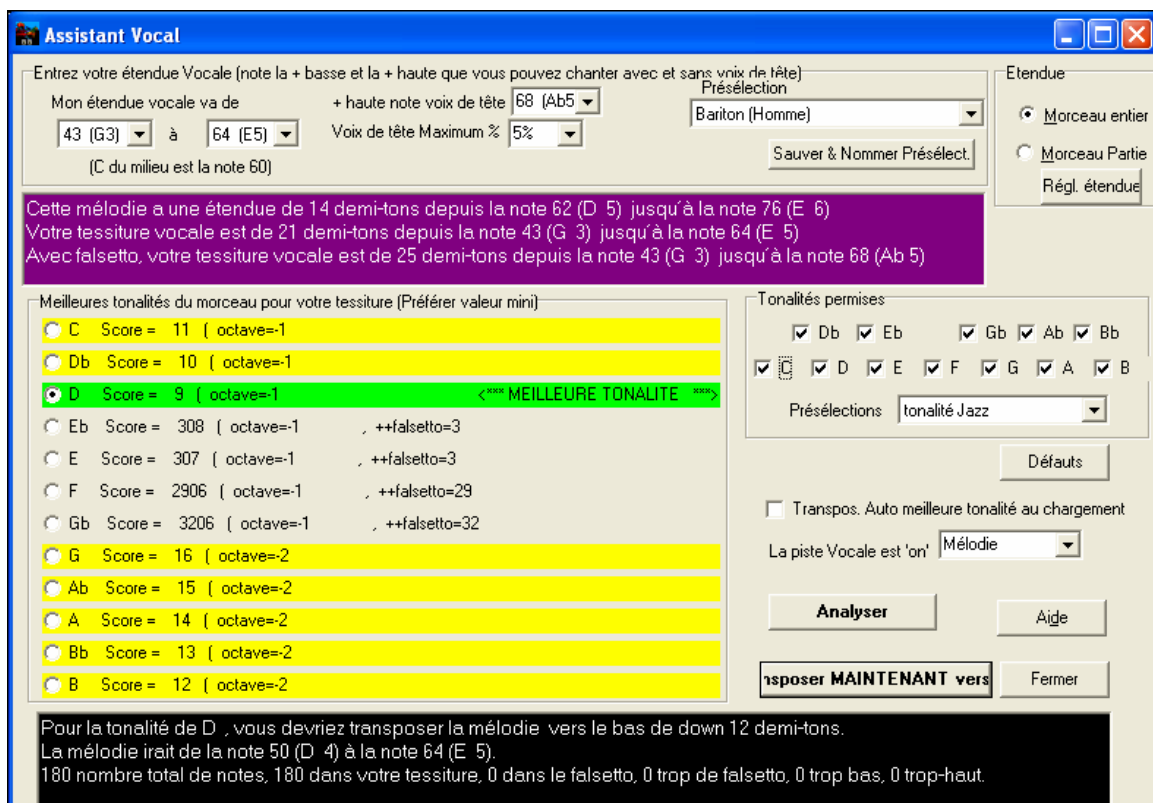 Assistant Vocal
Entrez votre étendue Vocale (note la + basse et la + haute que vous pouvez chanter avec et sans voix de tête)
Mon étendue vocale va de
43 (G3) à 64 (E5)
(C du milieu est la note 60)
+ haute note voix de tête 68 (Ab5
Voix de tête Maximum % 5%
Présélection
Bariton (Homme)
Sauver & Nommer Présélect.
Etendue
Morceau entier
Morceau Partie
Régl. étendue
Cette mélodie a une étendue de 14 demi-tons depuis la note 62 (D 5) jusqu´à la note 76 (E 6)
Votre tessiture vocale est de 21 demi-tons depuis la note 43 (G 3) jusqu´à la note 64 (E 5)
Avec falsetto, votre tessiture vocale est de 25 demi-tons depuis la note 43 (G 3) jusqu´à la note 68 (Ab 5)
Meilleures tonalités du morceau pour votre tessiture (Préférer valeur mini)
C Score = 11 ( octave=-1
Db Score = 10 ( octave=-1
D Score = 9 ( octave=-1 <*** MEILLEURE TONALITE ***>
Eb Score = 308 ( octave=-1 , ++falsetto=3
E Score = 307 ( octave=-1 , ++falsetto=3
F Score = 2906 ( octave=-1 , ++falsetto=29
Gb Score = 3206 ( octave=-1 , ++falsetto=32
G Score = 16 ( octave=-2
Ab Score = 15 ( octave=-2
A Score = 14 ( octave=-2
Bb Score = 13 ( octave=-2
B Score = 12 ( octave=-2
Tonalités permises
Db Eb Gb Ab Bb
C D E F G A B
Présélections tonalité Jazz
Défauts
Transpos. Auto meilleure tonalité au chargement
La piste Vocale est 'on' Mélodie
Analyser
Aide
nsposer MAINTENANT vers
Fermer
Pour la tonalité de D , vous devriez transposer la mélodie vers le bas de down 12 demi-tons.
La mélodie irait de la note 50 (D 4) à la note 64 (E 5).
180 nombre total de notes, 180 dans votre tessiture, 0 dans le falsetto, 0 trop de falsetto, 0 trop bas, 0 trop-haut.